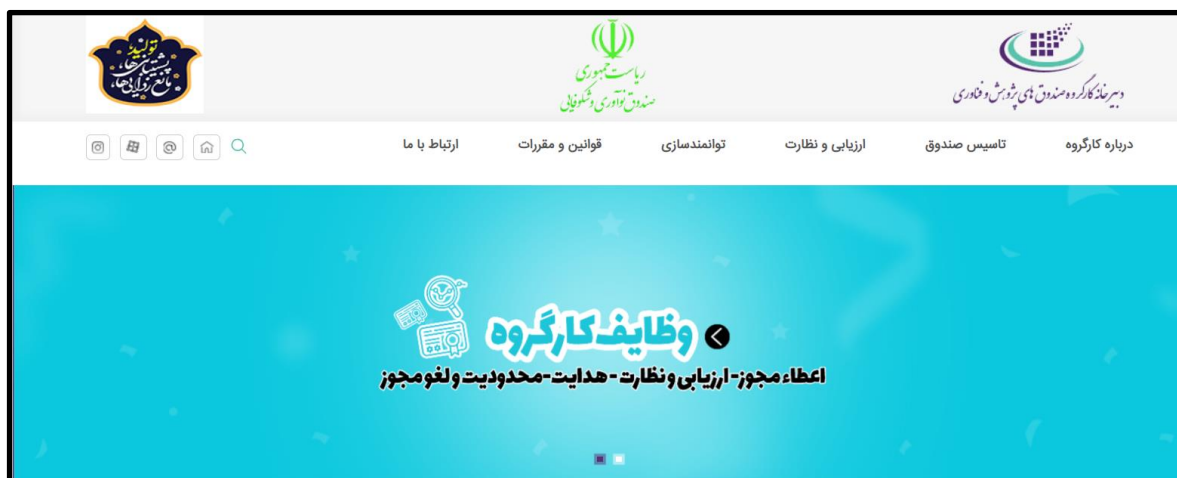 دبیرخانه کارگروه صندوق های پژوهش و فناوری
ریاست جمهوری
صندوق نوآوری و شکوفایی
تولید؛
پشتیبانی‌ها،
مانع‌زدایی‌ها،
درباره کارگروه
تاسیس صندوق
ارزیابی و نظارت
توانمندسازی
قوانین و مقررات
ارتباط با ما
وظایف کارگروه
اعطاء مجوز-ارزیابی و نظارت-هدایت-محدودیت و لغو مجوز